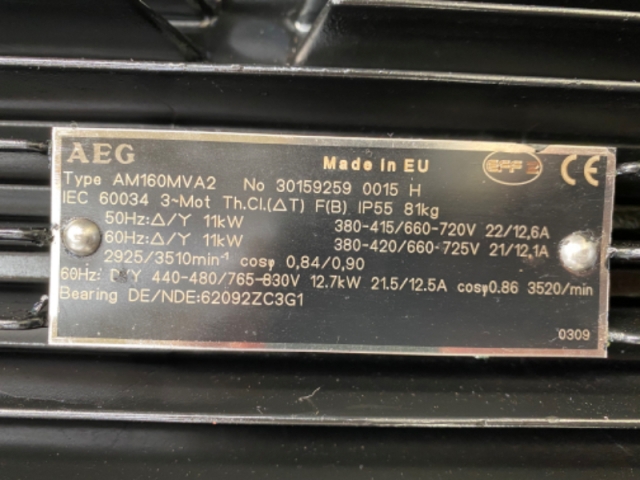 AEG Made in EU EFF 2 CE
Type AM160MVA2 No 30159259 0015 H
IEC 60034 3~Mot Th.Cl.(ΔT) F(B) IP55 81kg
50Hz:Δ/Y 11kW 380-415/660-720V 22/12,6A
60Hz:Δ/Y 11kW 380-420/660-725V 21/12,1A
2925/3510min⁻¹ cosφ 0,84/0,90
60Hz: D/Y 440-480/765-830V 12.7kW 21.5/12.5A cosφ0.86 3520/min
Bearing DE/NDE:62092ZC3G1
0309